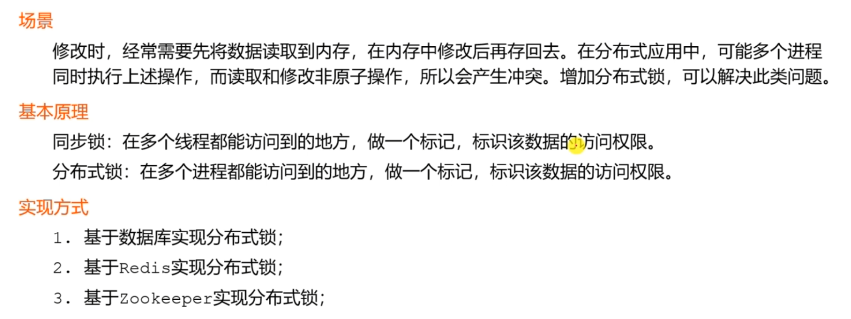 场景
修改时，经常需要先将数据读取到内存，在内存中修改后再存回去。在分布式应用中，可能多个进程
同时执行上述操作，而读取和修改非原子操作，所以会产生冲突。增加分布式锁，可以解决此类问题。
基本原理
同步锁：在多个线程都能访问到的地方，做一个标记，标识该数据的访问权限。
分布式锁：在多个进程都能访问到的地方，做一个标记，标识该数据的访问权限。
实现方式
1. 基于数据库实现分布式锁；
2. 基于Redis实现分布式锁；
3. 基于Zookeeper实现分布式锁；